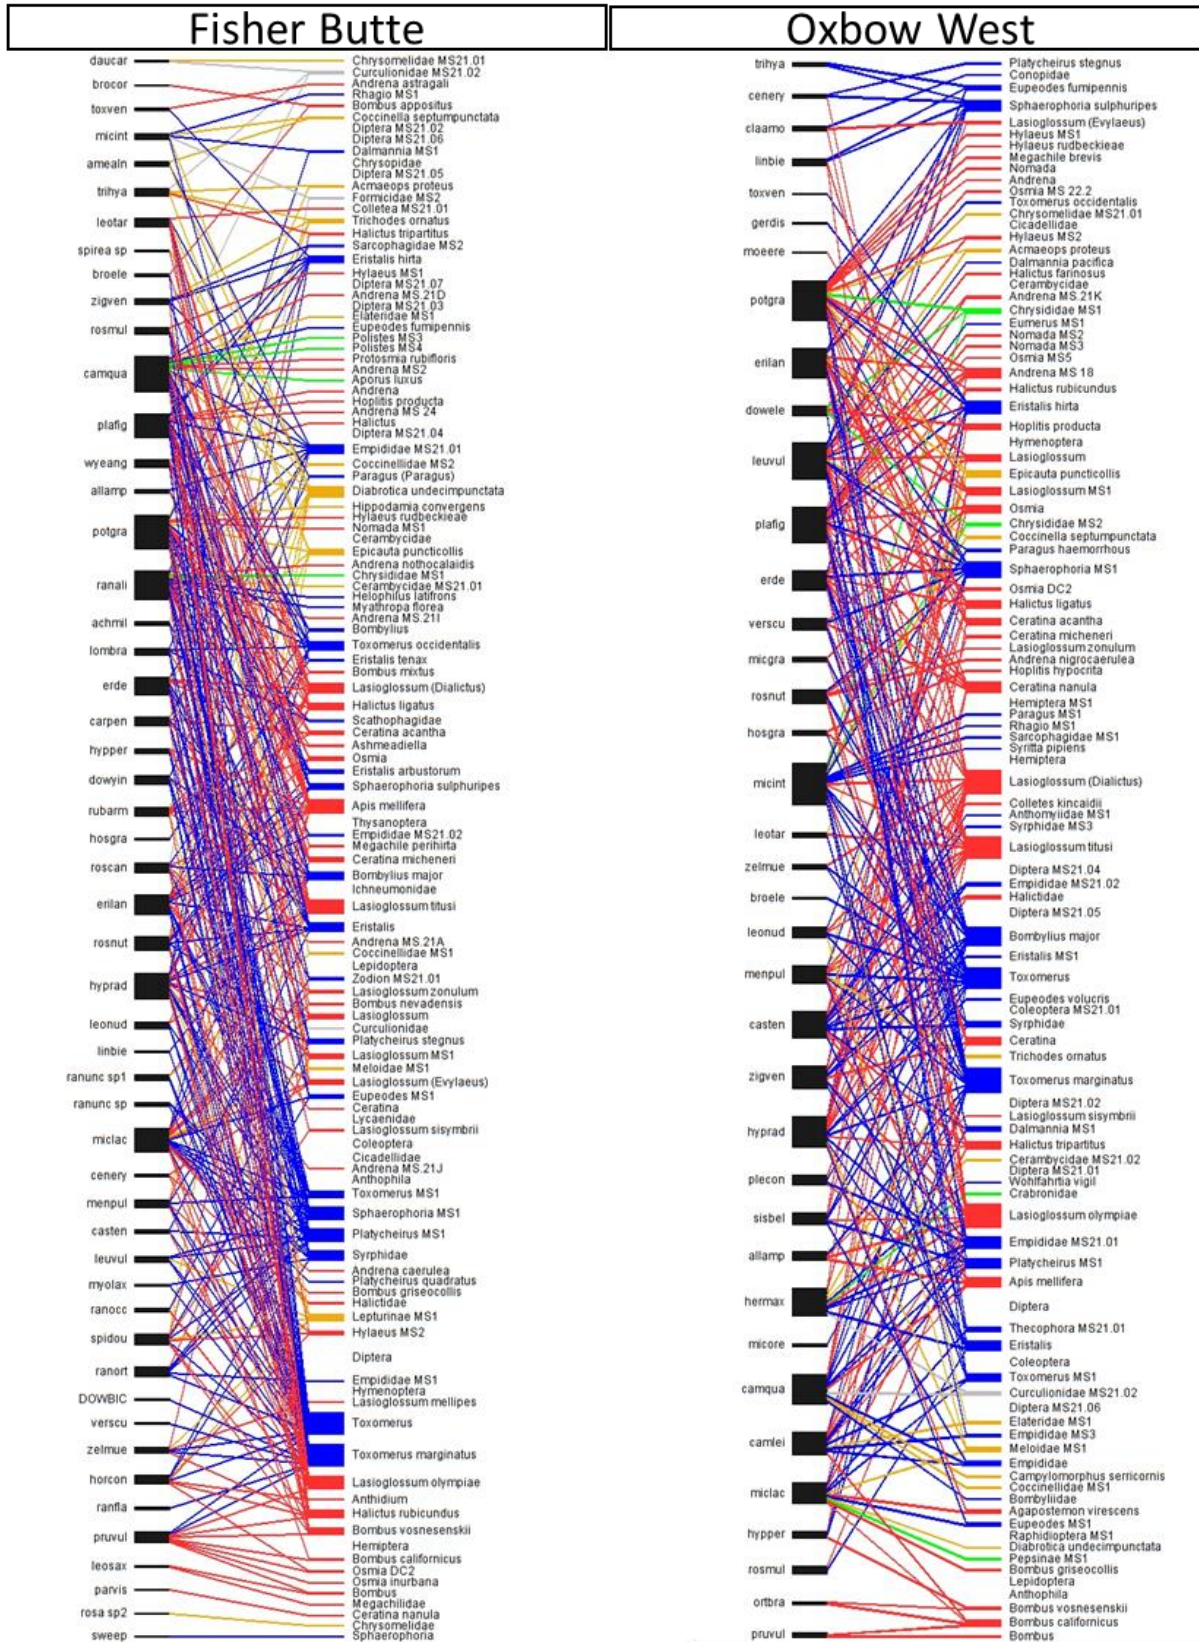 Fisher Butte
daucar
brocor
toxven
micint
amealn
trihya
leotar
spirea sp
broele
zigven
rosmul
camqua
plafig
wyeang
allamp
potgra
ranali
achmil
lombra
erde
carpen
hypper
dowyin
rubarm
hosgra
roscan
erilan
rosnut
hyprad
leonud
linbie
ranunc sp1
ranunc sp
miclac
cenery
menpul
casten
leuvul
myolax
ranocc
spidou
ranort
DOWBIC
verscu
zelmue
horcon
ranfla
pruvul
leosax
parvis
rosa sp2
sweep
Chrysomelidae MS21.01
Curculionidae MS21.02
Andrena astragali
Rhagio MS1
Bombus appositus
Coccinella septumpunctata
Diptera MS21.02
Diptera MS21.06
Dalmannia MS1
Chrysopidae
Diptera MS21.05
Acmaeops proteus
Formicidae MS2
Colletea MS21.01
Trichodes ornatus
Halictus tripartitus
Sarcophagidae MS2
Eristalis hirta
Hylaeus MS1
Diptera MS21.07
Andrena MS.21D
Diptera MS21.03
Elateridae MS1
Eupeodes fumipennis
Polistes MS3
Polistes MS4
Protosmia rubifloris
Andrena MS2
Aporus luxus
Andrena
Hoplitis producta
Andrena MS 24
Halictus
Diptera MS21.04
Empididae MS21.01
Coccinellidae MS2
Paragus (Paragus)
Diabrotica undecimpunctata
Hippodamia convergens
Hylaeus rudbeckieae
Nomada MS1
Cerambycidae
Epicauta puncticollis
Andrena nothocalaidis
Chrysididae MS1
Cerambycidae MS21.01
Helophilus latifrons
Myathropa florea
Andrena MS.21I
Bombylius
Toxomerus occidentalis
Eristalis tenax
Bombus mixtus
Lasioglossum (Dialictus)
Halictus ligatus
Scathophagidae
Ceratina acantha
Ashmeadiella
Osmia
Eristalis arbustorum
Sphaerophoria sulphuripes
Apis mellifera
Thysanoptera
Empididae MS21.02
Megachile perihirta
Ceratina micheneri
Bombylius major
Ichneumonidae
Lasioglossum titusi
Eristalis
Andrena MS.21A
Coccinellidae MS1
Lepidoptera
Zodion MS21.01
Lasioglossum zonulum
Bombus nevadensis
Lasioglossum
Curculionidae
Platycheirus stegnus
Lasioglossum MS1
Meloidae MS1
Lasioglossum (Evylaeus)
Eupeodes MS1
Ceratina
Lycaenidae
Lasioglossum sisymbrii
Coleoptera
Cicadellidae
Andrena MS.21J
Anthophila
Toxomerus MS1
Sphaerophoria MS1
Platycheirus MS1
Syrphidae
Andrena caerulea
Platycheirus quadratus
Bombus griseocollis
Halictidae
Lepturinae MS1
Hylaeus MS2
Diptera
Empididae MS1
Hymenoptera
Lasioglossum mellipes
Toxomerus
Toxomerus marginatus
Lasioglossum olympiae
Anthidium
Halictus rubicundus
Bombus vosnesenskii
Hemiptera
Bombus californicus
Osmia DC2
Osmia inurbana
Bombus
Megachilidae
Ceratina nanula
Chrysomelidae
Sphaerophoria
Oxbow West
trihya
cenery
claamo
linbie
toxven
gerdis
moeere
potgra
erilan
dowele
leuvul
plafig
erde
verscu
micgra
rosnut
hosgra
micint
leotar
zelmue
broele
leonud
menpul
casten
zigven
hyprad
plecon
sisbel
allamp
hermax
micore
camqua
camlei
miclac
hypper
rosmul
ortbra
pruvul
Platycheirus stegnus
Conopidae
Eupeodes fumipennis
Sphaerophoria sulphuripes
Lasioglossum (Evylaeus)
Hylaeus MS1
Hylaeus rudbeckieae
Megachile brevis
Nomada
Andrena
Osmia MS 22.2
Toxomerus occidentalis
Chrysomelidae MS21.01
Cicadellidae
Hylaeus MS2
Acmaeops proteus
Dalmannia pacifica
Halictus farinosus
Cerambycidae
Andrena MS.21K
Chrysididae MS1
Eumerus MS1
Nomada MS2
Nomada MS3
Osmia MS5
Andrena MS 18
Halictus rubicundus
Eristalis hirta
Hoplitis producta
Hymenoptera
Lasioglossum
Epicauta puncticollis
Lasioglossum MS1
Osmia
Chrysididae MS2
Coccinella septumpunctata
Paragus haemorrhous
Sphaerophoria MS1
Osmia DC2
Halictus ligatus
Ceratina acantha
Ceratina micheneri
Lasioglossum zonulum
Andrena nigrocaerulea
Hoplitis hypocrita
Ceratina nanula
Hemiptera MS1
Paragus MS1
Rhagio MS1
Sarcophagidae MS1
Syritta pipiens
Hemiptera
Lasioglossum (Dialictus)
Colletes kincaidii
Anthomyiidae MS1
Syrphidae MS3
Lasioglossum titusi
Diptera MS21.04
Empididae MS21.02
Halictidae
Diptera MS21.05
Bombylius major
Eristalis MS1
Toxomerus
Eupeodes volucris
Coleoptera MS21.01
Syrphidae
Ceratina
Trichodes ornatus
Toxomerus marginatus
Diptera MS21.02
Lasioglossum sisymbrii
Dalmannia MS1
Halictus tripartitus
Cerambycidae MS21.02
Diptera MS21.01
Wohlfahrtia vigil
Crabronidae
Lasioglossum olympiae
Empididae MS21.01
Platycheirus MS1
Apis mellifera
Diptera
Thecophora MS21.01
Eristalis
Coleoptera
Toxomerus MS1
Curculionidae MS21.02
Diptera MS21.06
Elateridae MS1
Empididae MS3
Meloidae MS1
Empididae
Campylomorphus serricornis
Coccinellidae MS1
Bombyliidae
Agapostemon virescens
Eupeodes MS1
Raphidioptera MS1
Diabrotica undecimpunctata
Pepsinae MS1
Bombus griseocollis
Lepidoptera
Anthophila
Bombus vosnesenskii
Bombus californicus
Bombus